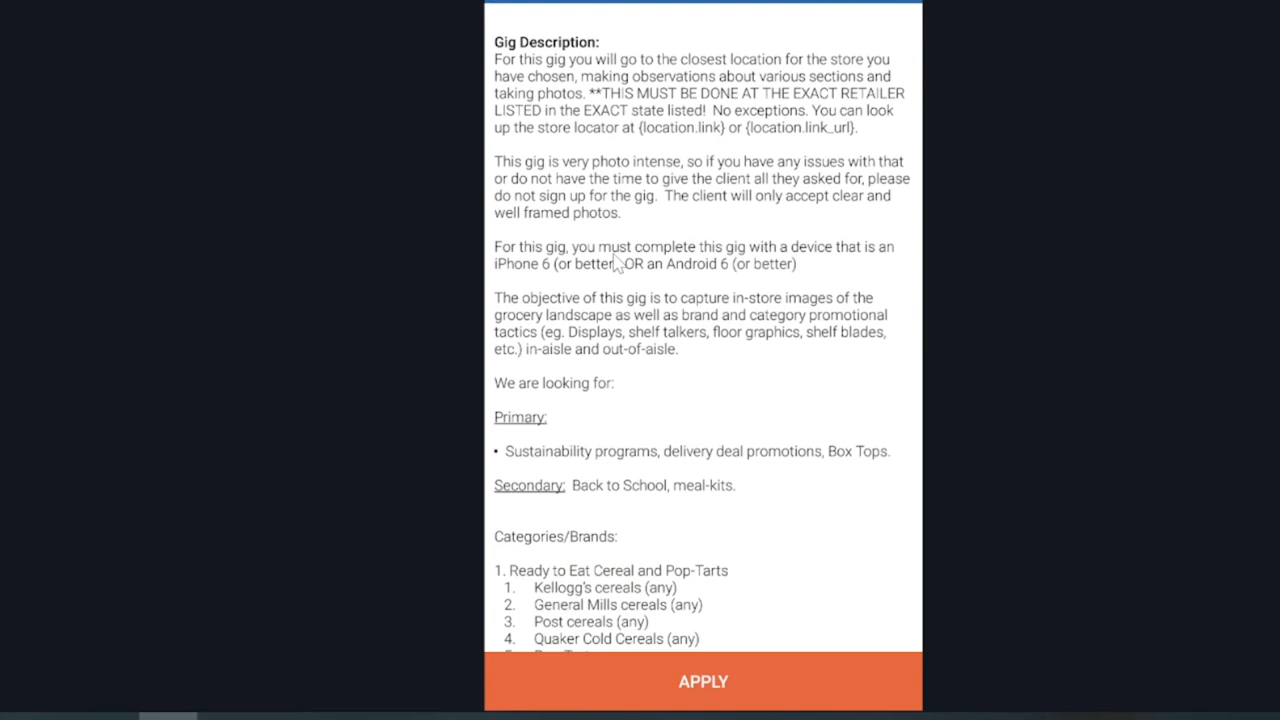 Gig Description:
For this gig you will go to the closest location for the store you
have chosen, making observations about various sections and
taking photos. **THIS MUST BE DONE AT THE EXACT RETAILER
LISTED in the EXACT state listed!  No exceptions. You can look
up the store locator at {location.link} or {location.link_url}.
This gig is very photo intense, so if you have any issues with that
or do not have the time to give the client all they asked for, please
do not sign up for the gig.  The client will only accept clear and
well framed photos.
For this gig, you must complete this gig with a device that is an
iPhone 6 (or better) OR an Android 6 (or better)
The objective of this gig is to capture in-store images of the
grocery landscape as well as brand and category promotional
tactics (eg. Displays, shelf talkers, floor graphics, shelf blades,
etc.) in-aisle and out-of-aisle.
We are looking for:
Primary:
• Sustainability programs, delivery deal promotions, Box Tops.
Secondary:  Back to School, meal-kits.
Categories/Brands:
1. Ready to Eat Cereal and Pop-Tarts
1. Kellogg's cereals (any)
2. General Mills cereals (any)
3. Post cereals (any)
4. Quaker Cold Cereals (any)
APPLY